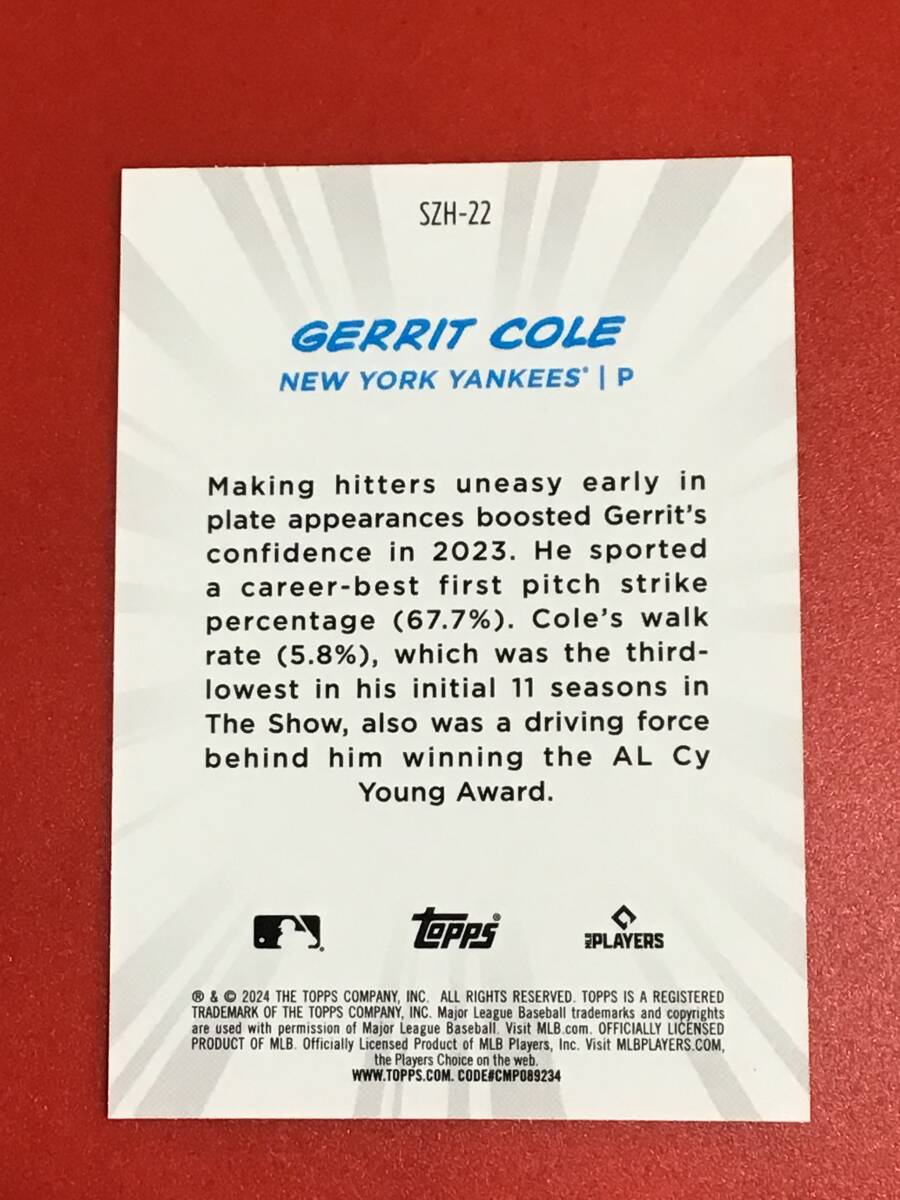 SZH-22
GERRIT COLE
NEW YORK YANKEES® | P
Making hitters uneasy early in
plate appearances boosted Gerrit's
confidence in 2023. He sported
a career-best first pitch strike
percentage (67.7%). Cole's walk
rate (5.8%), which was the third-
lowest in his initial 11 seasons in
The Show, also was a driving force
behind him winning the AL Cy
Young Award.
topps® MLB PLAYERS
® & © 2024 THE TOPPS COMPANY, INC. ALL RIGHTS RESERVED. TOPPS IS A REGISTERED
TRADEMARK OF THE TOPPS COMPANY, INC. Major League Baseball trademarks and copyrights
are used with permission of Major League Baseball. Visit MLB.com. OFFICIALLY LICENSED
PRODUCT OF MLB. Officially Licensed Product of MLB Players, Inc. Visit MLBPLAYERS.COM,
the Players Choice on the web.
WWW.TOPPS.COM. CODE#CMP089234